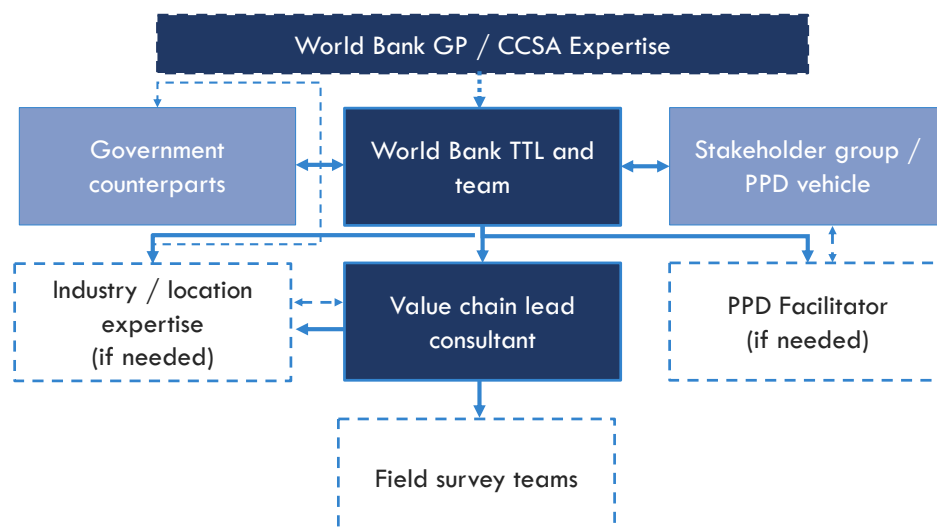 World Bank GP / CCSA Expertise
Government
counterparts
World Bank TTL and
team
Stakeholder group /
PPD vehicle
Industry / location
expertise
(if needed)
Value chain lead
consultant
PPD Facilitator
(if needed)
Field survey teams